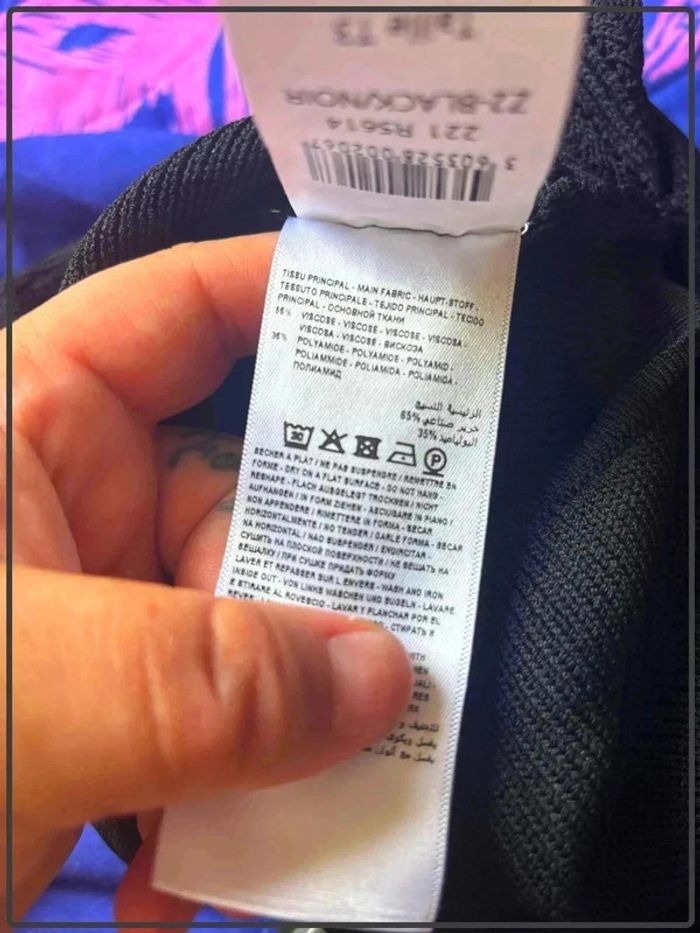 Taille T3
Z2-BLACK/NOIR
221 R5614
3 603528 002067
TISSU PRINCIPAL - MAIN FABRIC - HAUPT-STOFF -
TESSUTO PRINCIPALE - TEJIDO PRINCIPAL - TECIDO
PRINCIPAL - ОСНОВНОЙ ТКАНИ
VISCOSE - VISCOSE - VISCOSE - VISCOSA -
VISCOSA - VISCOSE - ВИСКОЗА
POLYAMIDE - POLYAMIDE - POLYAMID -
POLIAMMIDE - POLIAMIDA - POLIAMIDA -
ПОЛИАМИД
الرئيسية النسيج
65% حرير صناعي
35% البولياميد
30
P
SECHER A PLAT / NE PAS SUSPENDRE / REMETTRE EN
FORME - DRY ON A FLAT SURFACE - DO NOT HANG -
RESHAPE - FLACH AUSGELEGT TROCKNEN / NICHT
AUFHANGEN / IN FORM ZIEHEN - ASCIUGARE IN PIANO /
NON APPENDERE / RIMETTERE IN FORMA - SECAR
HORIZONTALMENTE / NO TENDER / DARLE FORMA - SECAR
NA HORIZONTAL / NAO SUSPENDER / ENDIREITAR -
СУШИТЬ НА ПЛОСКОЙ ПОВЕРХНОСТИ / НЕ ВЕШАТЬ НА
ВЕШАЛКУ / ПРИ СУШКЕ ПРИДАТЬ ФОРМУ
LAVER ET REPASSER SUR L ENVERS - WASH AND IRON
INSIDE OUT - VON LINKS WASCHEN UND BUGELN - LAVARE
E STIRARE AL ROVESCIO - LAVAR Y PLANCHAR POR EL
СТИРАТЬ И